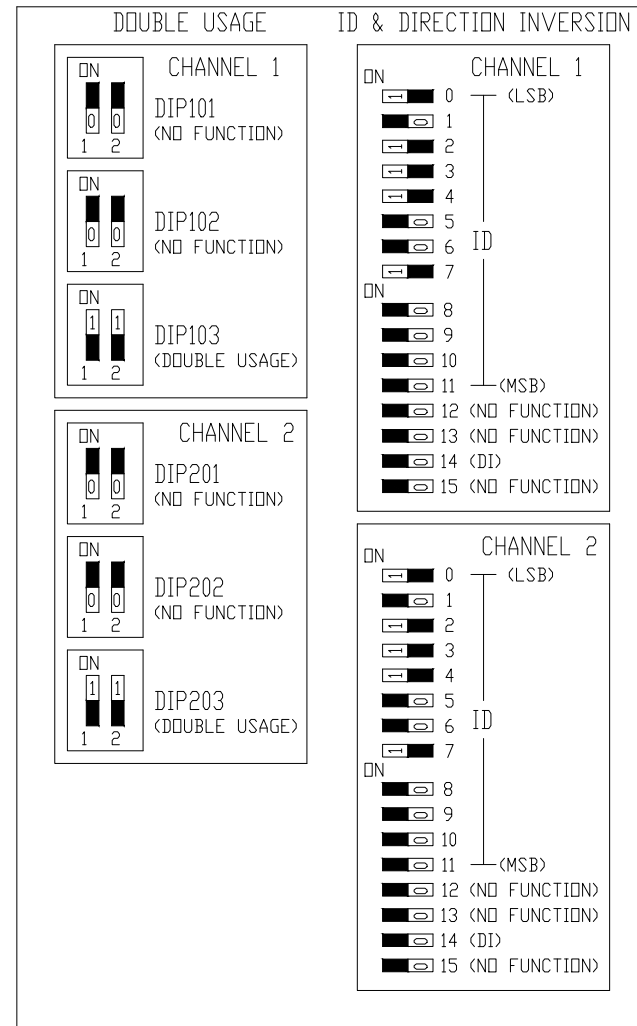 DOUBLE USAGE
CHANNEL 1
ON
0 0
1 2
DIP101
(NO FUNCTION)
ON
0 0
1 2
DIP102
(NO FUNCTION)
ON
1 1
1 2
DIP103
(DOUBLE USAGE)
CHANNEL 2
ON
0 0
1 2
DIP201
(NO FUNCTION)
ON
0 0
1 2
DIP202
(NO FUNCTION)
ON
1 1
1 2
DIP203
(DOUBLE USAGE)
ID & DIRECTION INVERSION
CHANNEL 1
ON
1 0 (LSB)
0 1
1 2
1 3
1 4
0 5
0 6
ID
1 7
ON
0 8
0 9
0 10
0 11 (MSB)
0 12 (NO FUNCTION)
0 13 (NO FUNCTION)
0 14 (DI)
0 15 (NO FUNCTION)
CHANNEL 2
ON
1 0 (LSB)
0 1
1 2
1 3
1 4
0 5
0 6
ID
1 7
ON
0 8
0 9
0 10
0 11 (MSB)
0 12 (NO FUNCTION)
0 13 (NO FUNCTION)
0 14 (DI)
0 15 (NO FUNCTION)